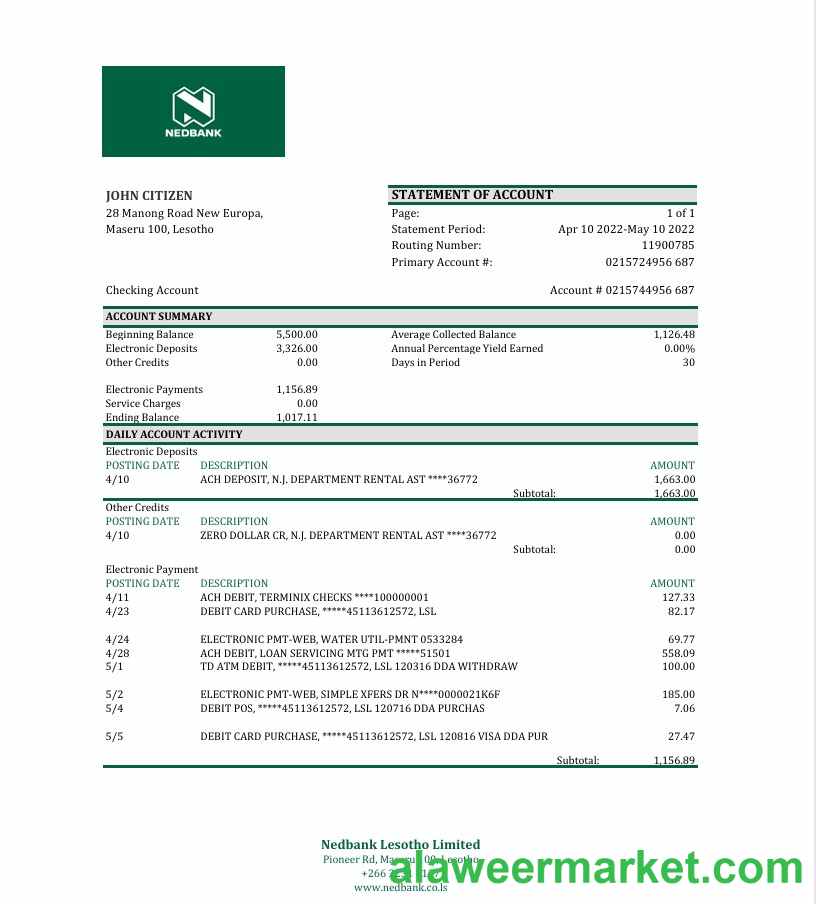 NEDBANK
JOHN CITIZEN
28 Manong Road New Europa,
Maseru 100, Lesotho
STATEMENT OF ACCOUNT
Page: 1 of 1
Statement Period: Apr 10 2022-May 10 2022
Routing Number: 11900785
Primary Account #: 0215724956 687
Checking Account Account # 0215744956 687
ACCOUNT SUMMARY
Beginning Balance 5,500.00 Average Collected Balance 1,126.48
Electronic Deposits 3,326.00 Annual Percentage Yield Earned 0.00%
Other Credits 0.00 Days in Period 30
Electronic Payments 1,156.89
Service Charges 0.00
Ending Balance 1,017.11
DAILY ACCOUNT ACTIVITY
Electronic Deposits
POSTING DATE DESCRIPTION AMOUNT
4/10 ACH DEPOSIT, N.J. DEPARTMENT RENTAL AST ****36772 1,663.00
Subtotal: 1,663.00
Other Credits
POSTING DATE DESCRIPTION AMOUNT
4/10 ZERO DOLLAR CR, N.J. DEPARTMENT RENTAL AST ****36772 0.00
Subtotal: 0.00
Electronic Payment
POSTING DATE DESCRIPTION AMOUNT
4/11 ACH DEBIT, TERMINIX CHECKS ****100000001 127.33
4/23 DEBIT CARD PURCHASE, *****45113612572, LSL 82.17
4/24 ELECTRONIC PMT-WEB, WATER UTIL-PMNT 0533284 69.77
4/28 ACH DEBIT, LOAN SERVICING MTG PMT *****51501 558.09
5/1 TD ATM DEBIT, *****45113612572, LSL 120316 DDA WITHDRAW 100.00
5/2 ELECTRONIC PMT-WEB, SIMPLE XFERS DR N****0000021K6F 185.00
5/4 DEBIT POS, *****45113612572, LSL 120716 DDA PURCHAS 7.06
5/5 DEBIT CARD PURCHASE, *****45113612572, LSL 120816 VISA DDA PUR 27.47
Subtotal: 1,156.89
Nedbank Lesotho Limited
Pioneer Rd, Lesotho
+266
www.nedbank.co.ls
alaweermarket.com